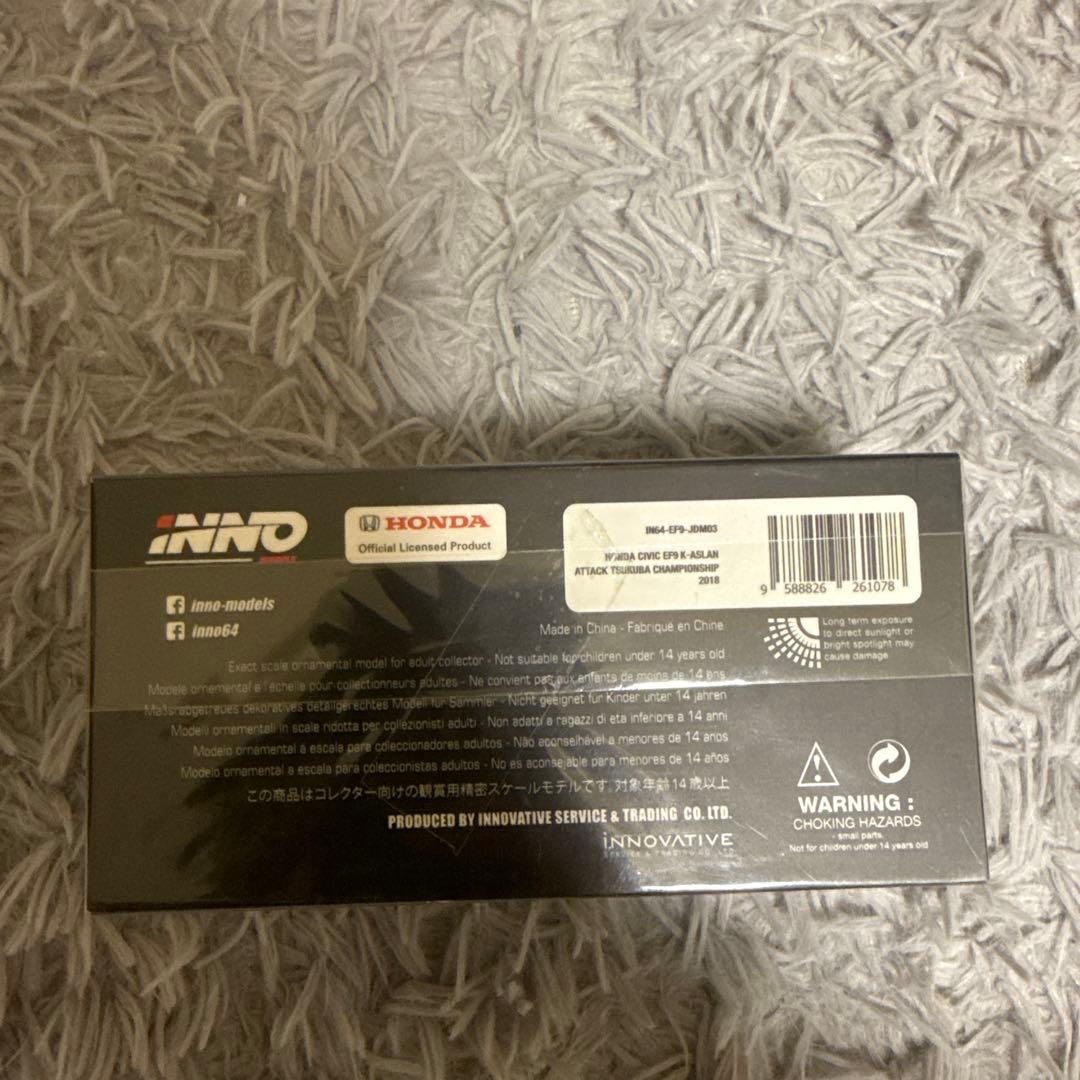 INNO
HONDA
Official Licensed Product
inno-models
inno64
IN64-EF9-JDM03
HONDA CIVIC EF9 K-ASLAN
ATTACK TSUKUBA CHAMPIONSHIP
2018
9 588826 261078
Made in China - Fabriqué en Chine
Long term exposure
to direct sunlight or
bright spotlight may
cause damage
Exact scale ornamental model for adult collector - Not suitable for children under 14 years old
Modele ornemental a l'échelle pour collectionneurs adultes - Ne convient pas aux enfants de moins de 14 ans
Maßsrabgetreues dekoratives detailgerechtes Modell für Sammler - Nicht geeignet für Kinder unter 14 jahren
Modelli ornamentali in scale ridotta per collezionisti adulti - Non adatti a ragazzi di eta inferiore a 14 anni
Modelo ornamental a escala para coleccionadores adultos - Não aconselhável a menores de 14 anos
Modelo ornamental a escala para coleccionistas adultos - No es aconsejable para menores de 14 años
この商品はコレクター向けの観賞用精密スケールモデルです. 対象年齢14歳以上
PRODUCED BY INNOVATIVE SERVICE & TRADING CO. LTD.
INNOVATIVE
SERVICE & TRADING CO. LTD
WARNING :
CHOKING HAZARDS
- small parts.
Not for children under 14 years old